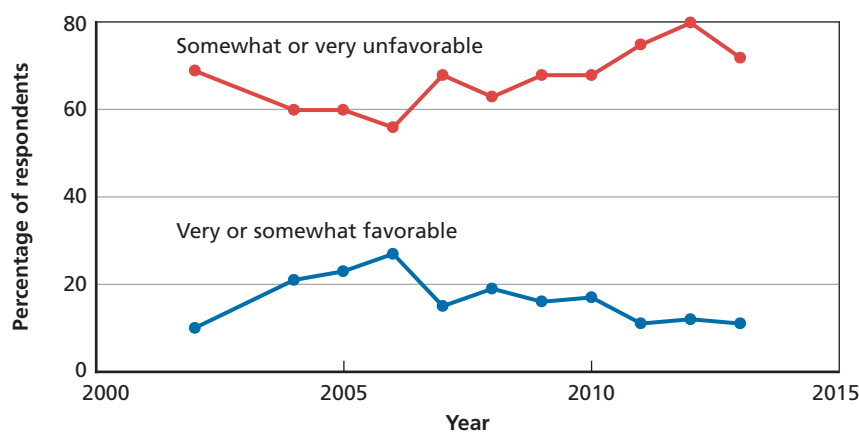 80
Somewhat or very unfavorable
60
Percentage of respondents
40
Very or somewhat favorable
20
0
2000
2005
2010
2015
Year